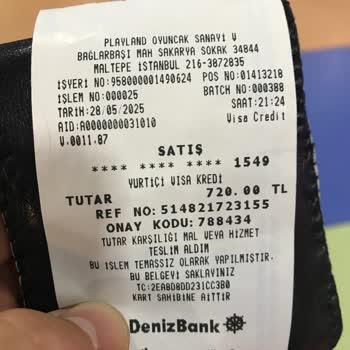 PLAYLAND OYUNCAK SANAYİ V
BAĞLARBAŞI MAH SAKARYA SOKAK 34844
MALTEPE İSTANBUL 216-3872835
İŞYERİ NO:958000001490624 POS NO:01413218
İŞLEM NO:000025 BATCH NO:000388
TARİH:28/05/2025 SAAT:21:24
AID:A0000000031010 Visa Credit
V.0011.87
SATIŞ
**** **** **** 1549
YURTİÇİ VISA KREDİ
TUTAR 720.00 TL
REF NO: 514821723155
ONAY KODU: 788434
TUTAR KARŞILIĞI MAL VEYA HİZMET
TESLİM ALDIM
BU İŞLEM TEMASSIZ OLARAK YAPILMIŞTIR.
BU BELGEYİ SAKLAYINIZ
TC:2EA8D8DD231CC3B0
KART SAHİBİNE AİTTİR
DenizBank